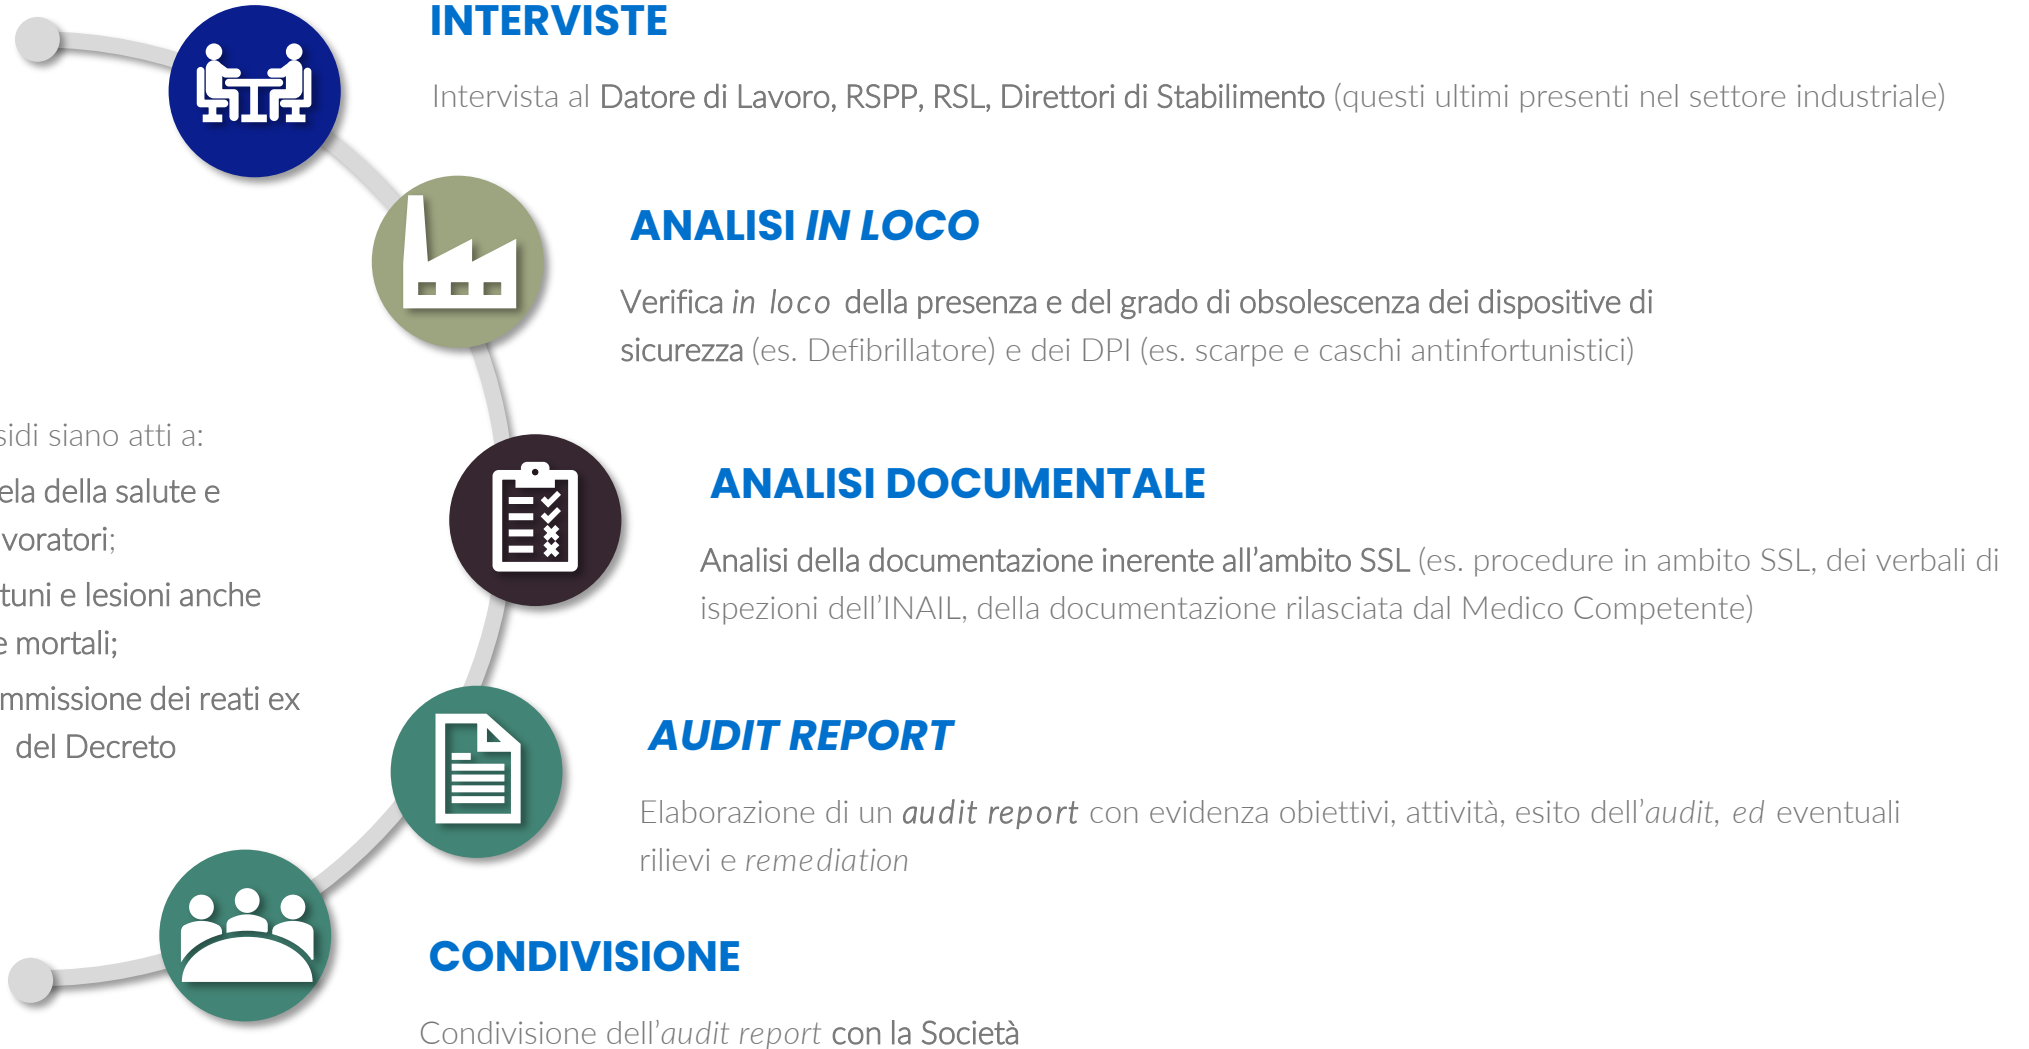 INTERVISTE
Intervista al Datore di Lavoro, RSPP, RSL, Direttori di Stabilimento (questi ultimi presenti nel settore industriale)
ANALISI IN LOCO
Verifica in loco della presenza e del grado di obsolescenza dei dispositive di
sicurezza (es. Defibrillatore) e dei DPI (es. scarpe e caschi antinfortunistici)
sidi siano atti a:
ela della salute e
voratori;
tuni e lesioni anche
e mortali;
mmissione dei reati ex
del Decreto
ANALISI DOCUMENTALE
Analisi della documentazione inerente all’ambito SSL (es. procedure in ambito SSL, dei verbali di
ispezioni dell’INAIL, della documentazione rilasciata dal Medico Competente)
AUDIT REPORT
Elaborazione di un audit report con evidenza obiettivi, attività, esito dell’audit, ed eventuali
rilievi e remediation
CONDIVISIONE
Condivisione dell’audit report con la Società